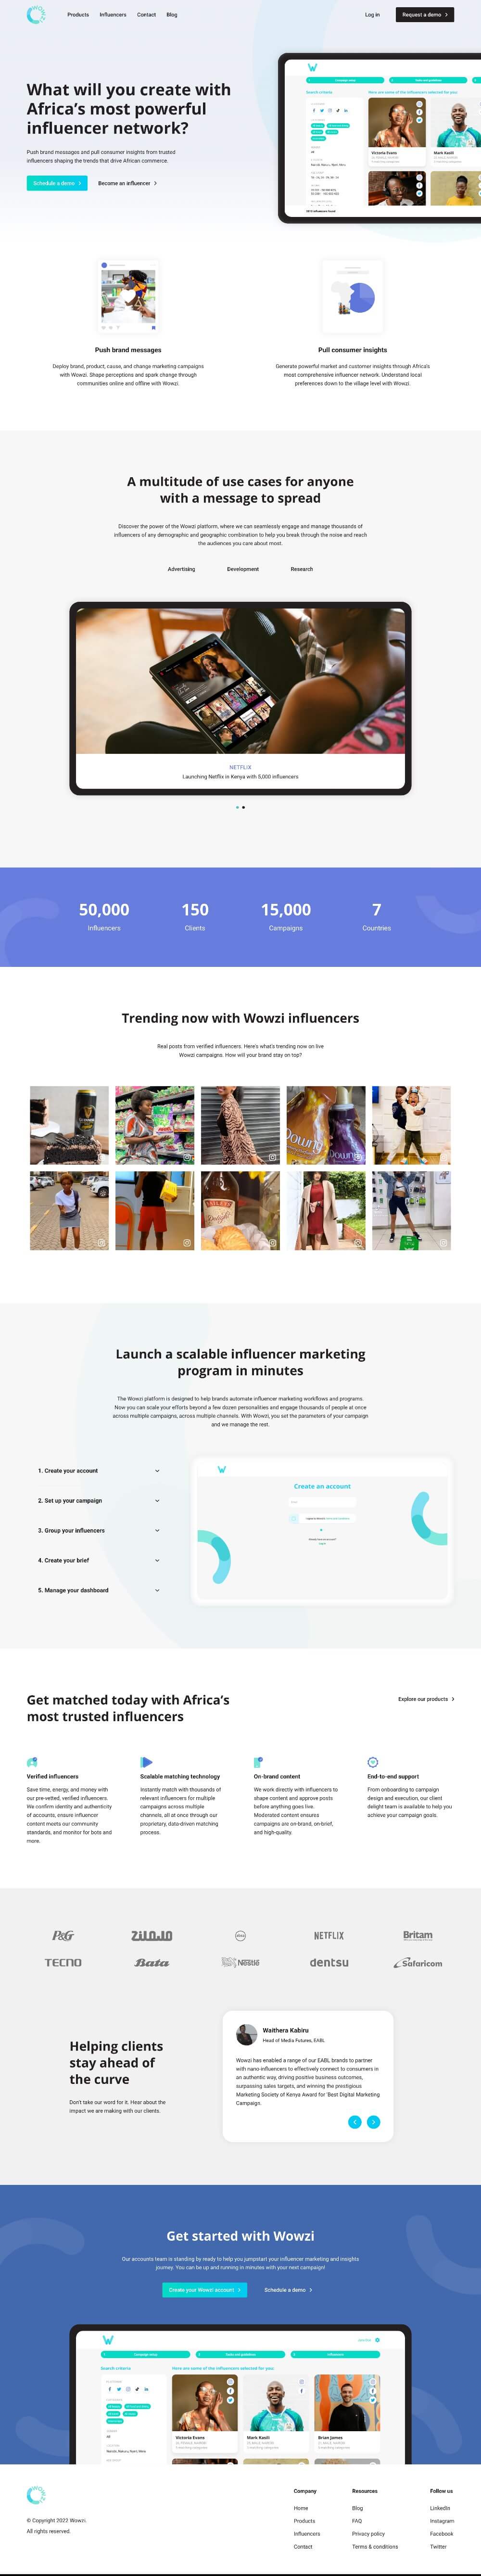 Products Influencers Contact Blog Log in Request a demo
What will you create with
Africa's most powerful
influencer network?
Push brand messages and pull consumer insights from trusted
influencers shaping the trends that drive African commerce.
Schedule a demo Become an influencer
Search criteria Here are some of the influencers selected for you:
Victoria Evans Mark Kasili
Push brand messages
Deploy brand, product, cause, and change marketing campaigns
with Wowzi. Shape perceptions and spark change through
communities online and offline with Wowzi.
Pull consumer insights
Generate powerful market and customer insights through Africa's
most comprehensive influencer network. Understand local
preferences down to the village level with Wowzi.
A multitude of use cases for anyone
with a message to spread
Discover the power of the Wowzi platform, where we can seamlessly engage and manage thousands of
influencers of any demographic and geographic combination to help you break through the noise and reach
the audiences you care about most.
Advertising Development Research
NETFLIX
Launching Netflix in Kenya with 5,000 influencers
50,000 150 15,000 7
Influencers Clients Campaigns Countries
Trending now with Wowzi influencers
Real posts from verified influencers. Here's what's trending now on live
Wowzi campaigns. How will your brand stay on top?
Downy
Launch a scalable influencer marketing
program in minutes
The Wowzi platform is designed to help brands automate influencer marketing workflows and programs.
Now you can scale your efforts beyond a few dozen personalities and engage thousands of people at once
across multiple campaigns, across multiple channels. With Wowzi, you set the parameters of your campaign
and we manage the rest.
1. Create your account
2. Set up your campaign
3. Group your influencers
4. Create your brief
5. Manage your dashboard
Create an account
Get matched today with Africa's
most trusted influencers
Explore our products
Verified influencers
Save time, energy, and money with
our pre-vetted, verified influencers.
We confirm identity and authenticity
of accounts, ensure influencer
content meets our community
standards, and monitor for bots and
more.
Scalable matching technology
Instantly match with thousands of
relevant influencers for multiple
campaigns across multiple
channels, all at once through our
proprietary, data-driven matching
process.
On-brand content
We work directly with influencers to
shape content and approve posts
before anything goes live.
Moderated content ensures
campaigns are on-brand, on-brief,
and high-quality.
End-to-end support
From onboarding to campaign
design and execution, our client
delight team is available to help you
achieve your campaign goals.
P&G NETFLIX Britam
TECNO Bata Nestlé dentsu Safaricom
Helping clients
stay ahead of
the curve
Don't take our word for it. Hear about the
impact we are making with our clients.
Waithera Kabiru
Head of Media Futures, EABL
Wowzi has enabled a range of our EABL brands to partner
with nano-influencers to effectively connect to consumers in
an authentic way, driving positive business outcomes,
surpassing sales targets, and winning the prestigious
Marketing Society of Kenya Award for 'Best Digital Marketing
Campaign.
Get started with Wowzi
Our accounts team is standing by ready to help you jumpstart your influencer marketing and insights
journey. You can be up and running in minutes with your next campaign!
Create your Wowzi account Schedule a demo
Search criteria Here are some of the influencers selected for you:
Victoria Evans Mark Kasili Brian James
© Copyright 2022 Wowzi.
All rights reserved.
Company
Home
Products
Influencers
Contact
Resources
Blog
FAQ
Privacy policy
Terms & conditions
Follow us
LinkedIn
Instagram
Facebook
Twitter